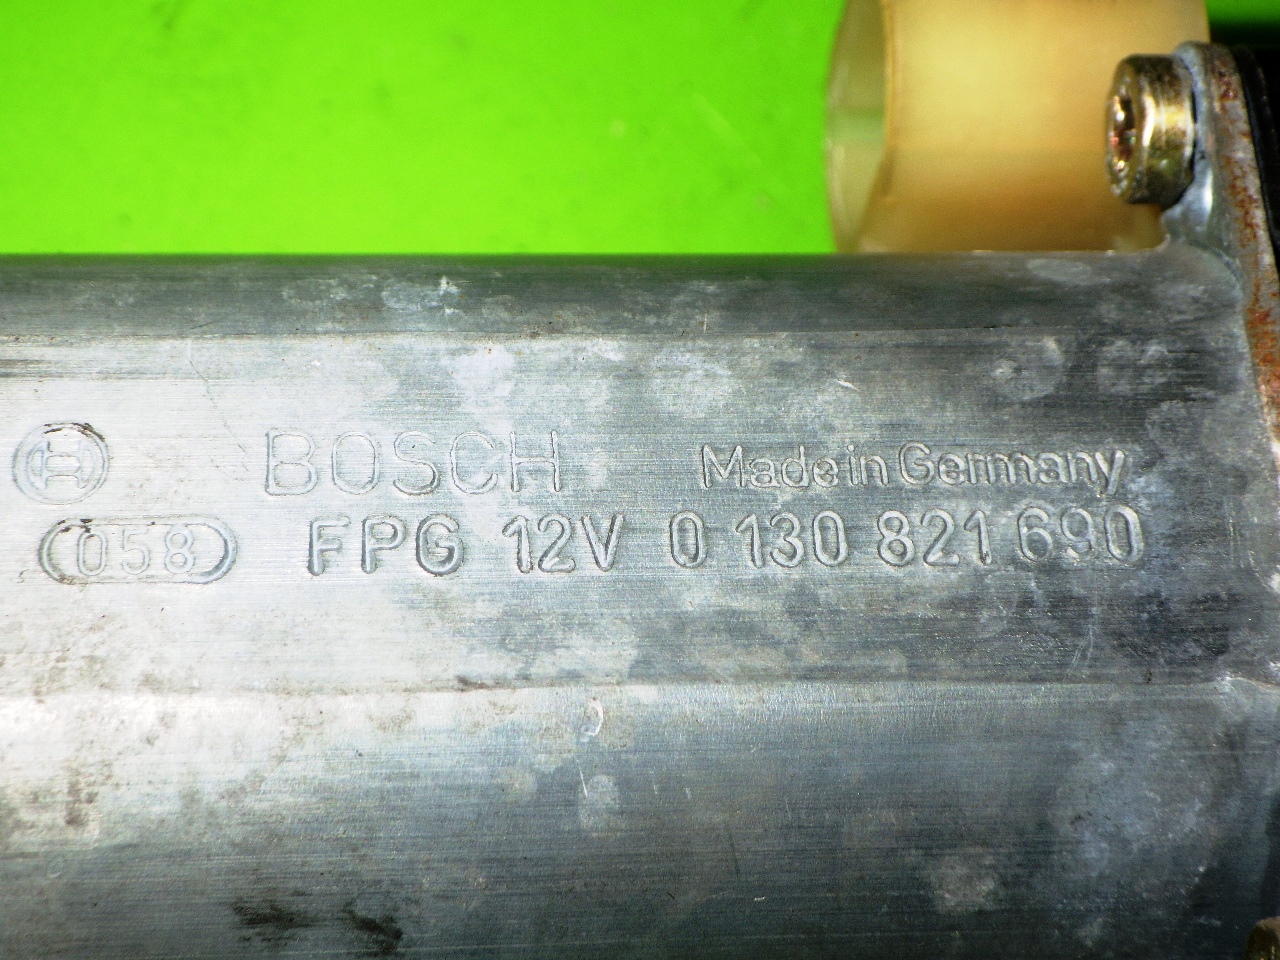 BOSCH Made in Germany
058 FPG 12V 0 130 821 690